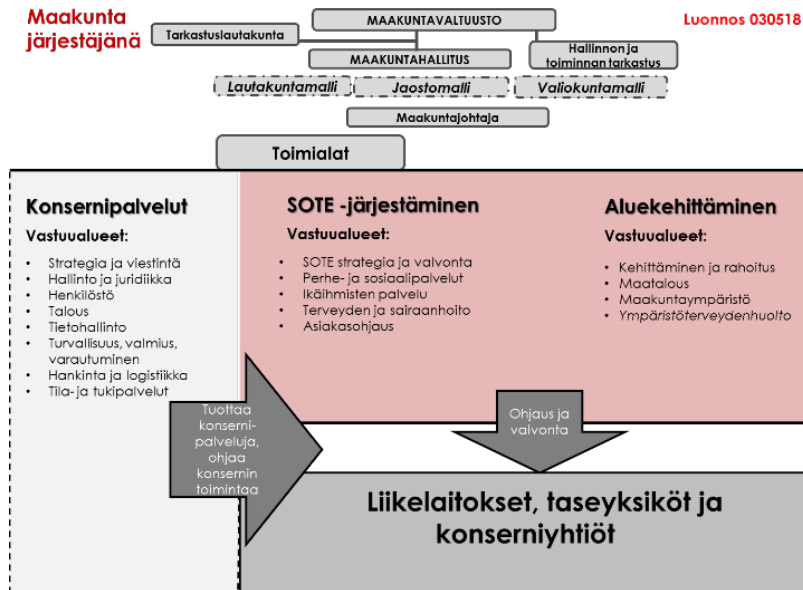 Maakunta
järjestäjänä
MAAKUNTAVALTUUSTO
Luonnos 030518
Tarkastuslautakunta
MAAKUNTAHALLITUS
Hallinnon ja
toiminnan tarkastus
Lautakuntamalli
Jaostomalli
Valiokuntamalli
Maakuntajohtaja
Toimialat
Konsernipalvelut
Vastuualueet:
• Strategia ja viestintä
• Hallinto ja juridiikka
• Henkilöstö
• Talous
• Tietohallinto
• Turvallisuus, valmius,
varautuminen
• Hankinta ja logistiikka
• Tila- ja tukipalvelut
SOTE -järjestäminen
Vastuualueet:
• SOTE strategia ja valvonta
• Perhe- ja sosiaalipalvelut
• Ikäihmisten palvelu
• Terveyden ja sairaanhoito
• Asiakasohjaus
Aluekehittäminen
Vastuualueet:
• Kehittäminen ja rahoitus
• Maatalous
• Maakuntaympäristö
• Ympäristöterveydenhuolto
Tuottaa
konserni-
palveluja,
ohjaa
konsernin
toimintaa
Ohjaus ja
valvonta
Liikelaitokset, taseyksiköt ja
konserniyhtiöt